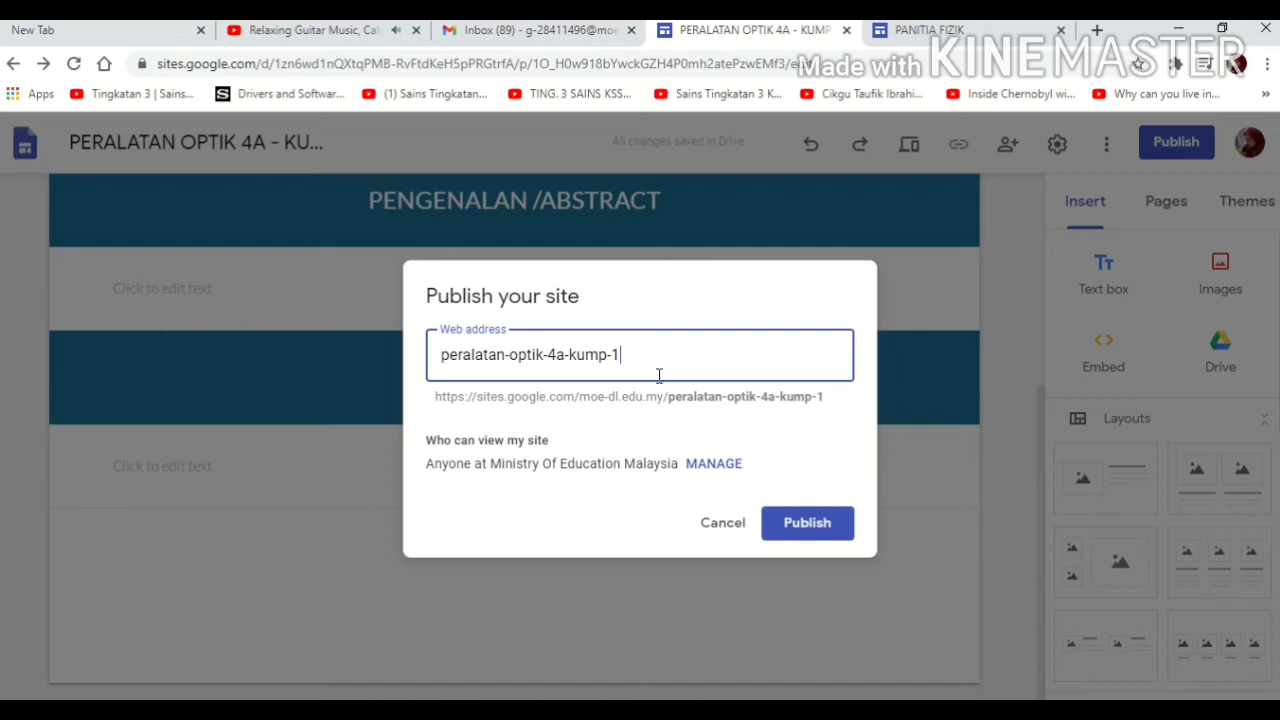 New Tab
Relaxing Guitar Music, Cal
Inbox (89) - g-28411496@moe
PERALATAN OPTIK 4A - KUMP
PANITIA FIZIK
Made with KINEMASTER
sites.google.com/d/1zn6wd1nQXtqPMB-RvFtdKeH5pPRGtrfA/p/1O_H0w918bYwckGZH4P0mh2atePzwEMf3/edit
Apps
Tingkatan 3 | Sains...
Drivers and Softwar...
(1) Sains Tingkatan...
TING. 3 SAINS KSS...
Sains Tingkatan 3 K...
Cikgu Taufik Ibrahi...
Inside Chernobyl wi...
Why can you live in...
PERALATAN OPTIK 4A - KU...
All changes saved in Drive
Publish
PENGENALAN /ABSTRACT
Insert
Pages
Themes
Click to edit text
Click to edit text
Text box
Images
Embed
Drive
Layouts
Publish your site
Web address
peralatan-optik-4a-kump-1
https://sites.google.com/moe-dl.edu.my/peralatan-optik-4a-kump-1
Who can view my site
Anyone at Ministry Of Education Malaysia MANAGE
Cancel
Publish